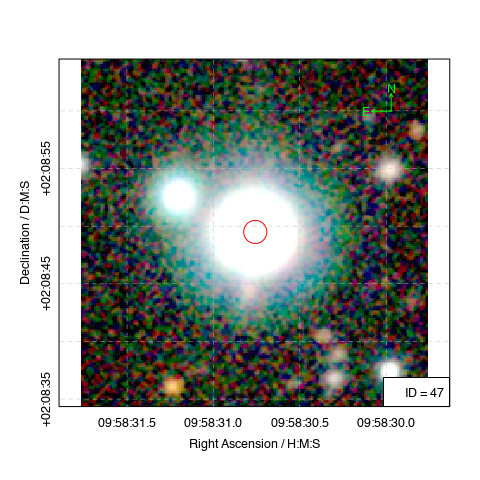 N
E
Declination / D:M:S
+02:08:55
+02:08:45
+02:08:35
ID = 47
09:58:31.5 09:58:31.0 09:58:30.5 09:58:30.0
Right Ascension / H:M:S